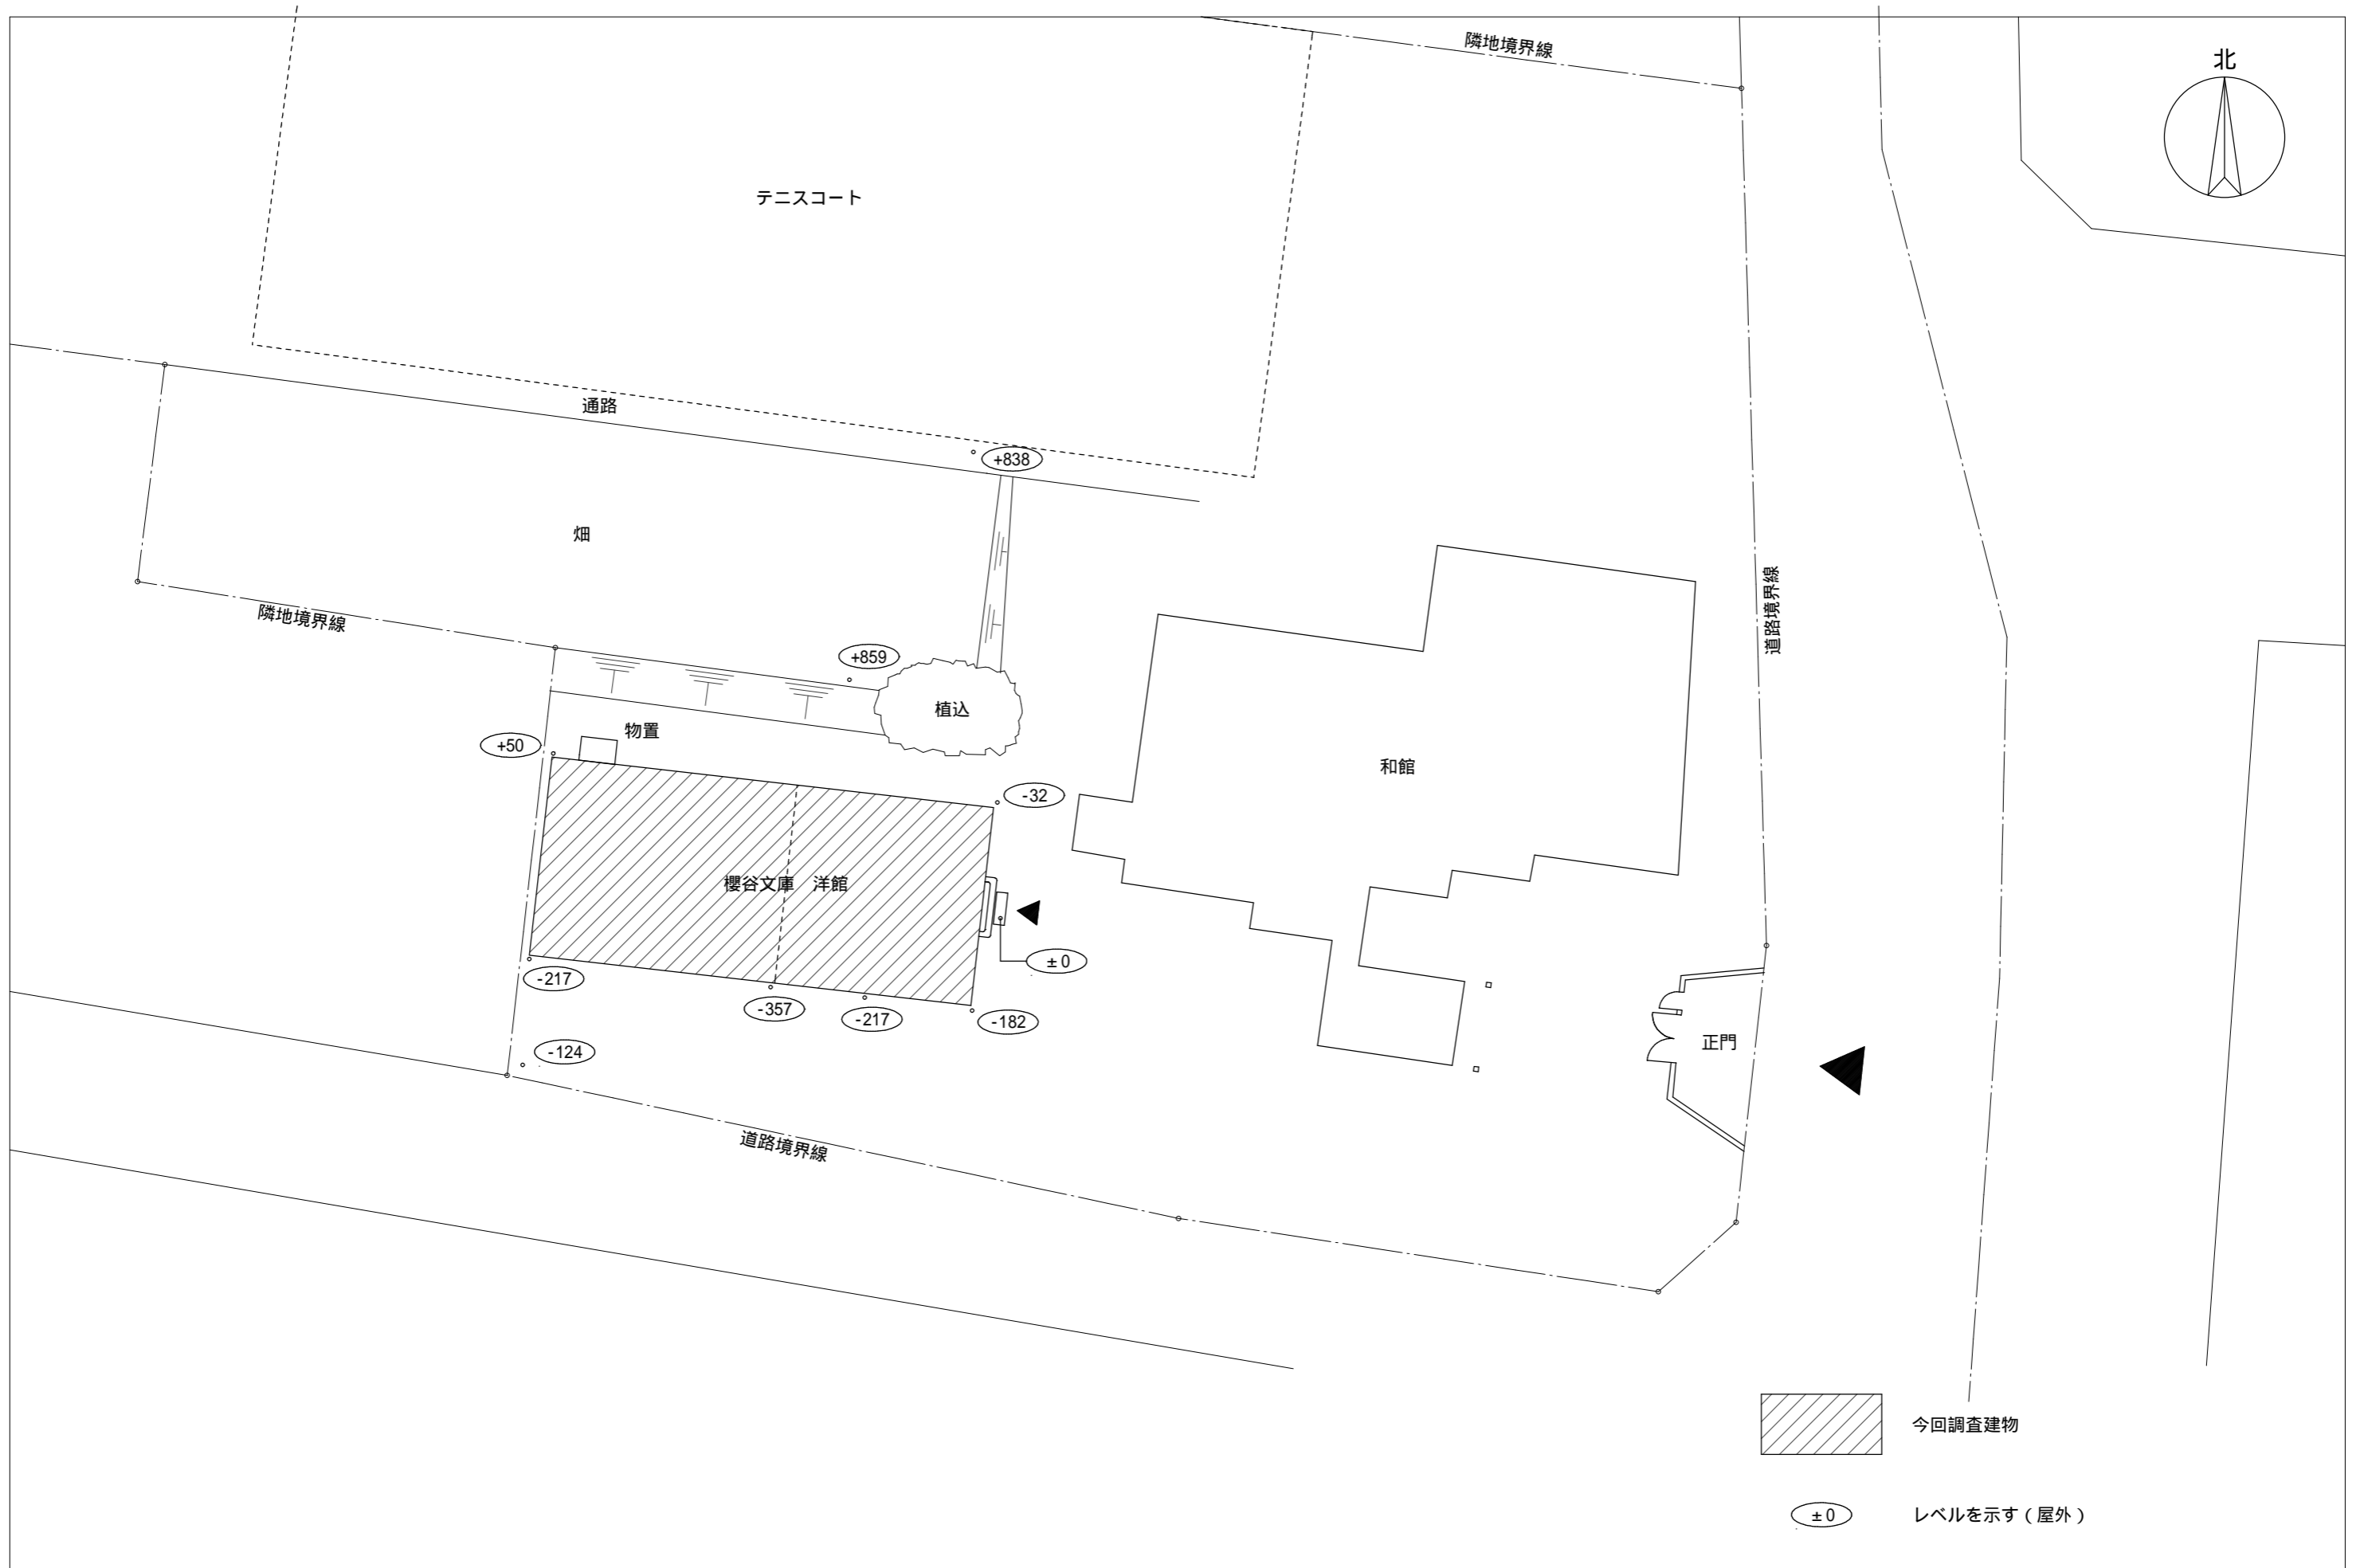 隣地境界線
北
テニスコート
通路
+838
畑
道路境界線
隣地境界線
+859
植込
物置
+50
和館
-32
櫻谷文庫　洋館
±0
-217
-357
-217
-182
正門
-124
道路境界線
今回調査建物
±0
レベルを示す（屋外）